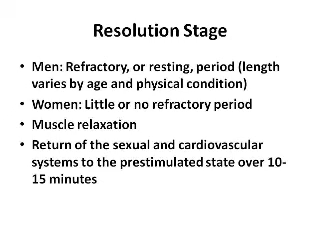 Resolution Stage
• Men: Refractory, or resting, period (length
varies by age and physical condition)
• Women: Little or no refractory period
• Muscle relaxation
• Return of the sexual and cardiovascular
systems to the prestimulated state over 10-
15 minutes